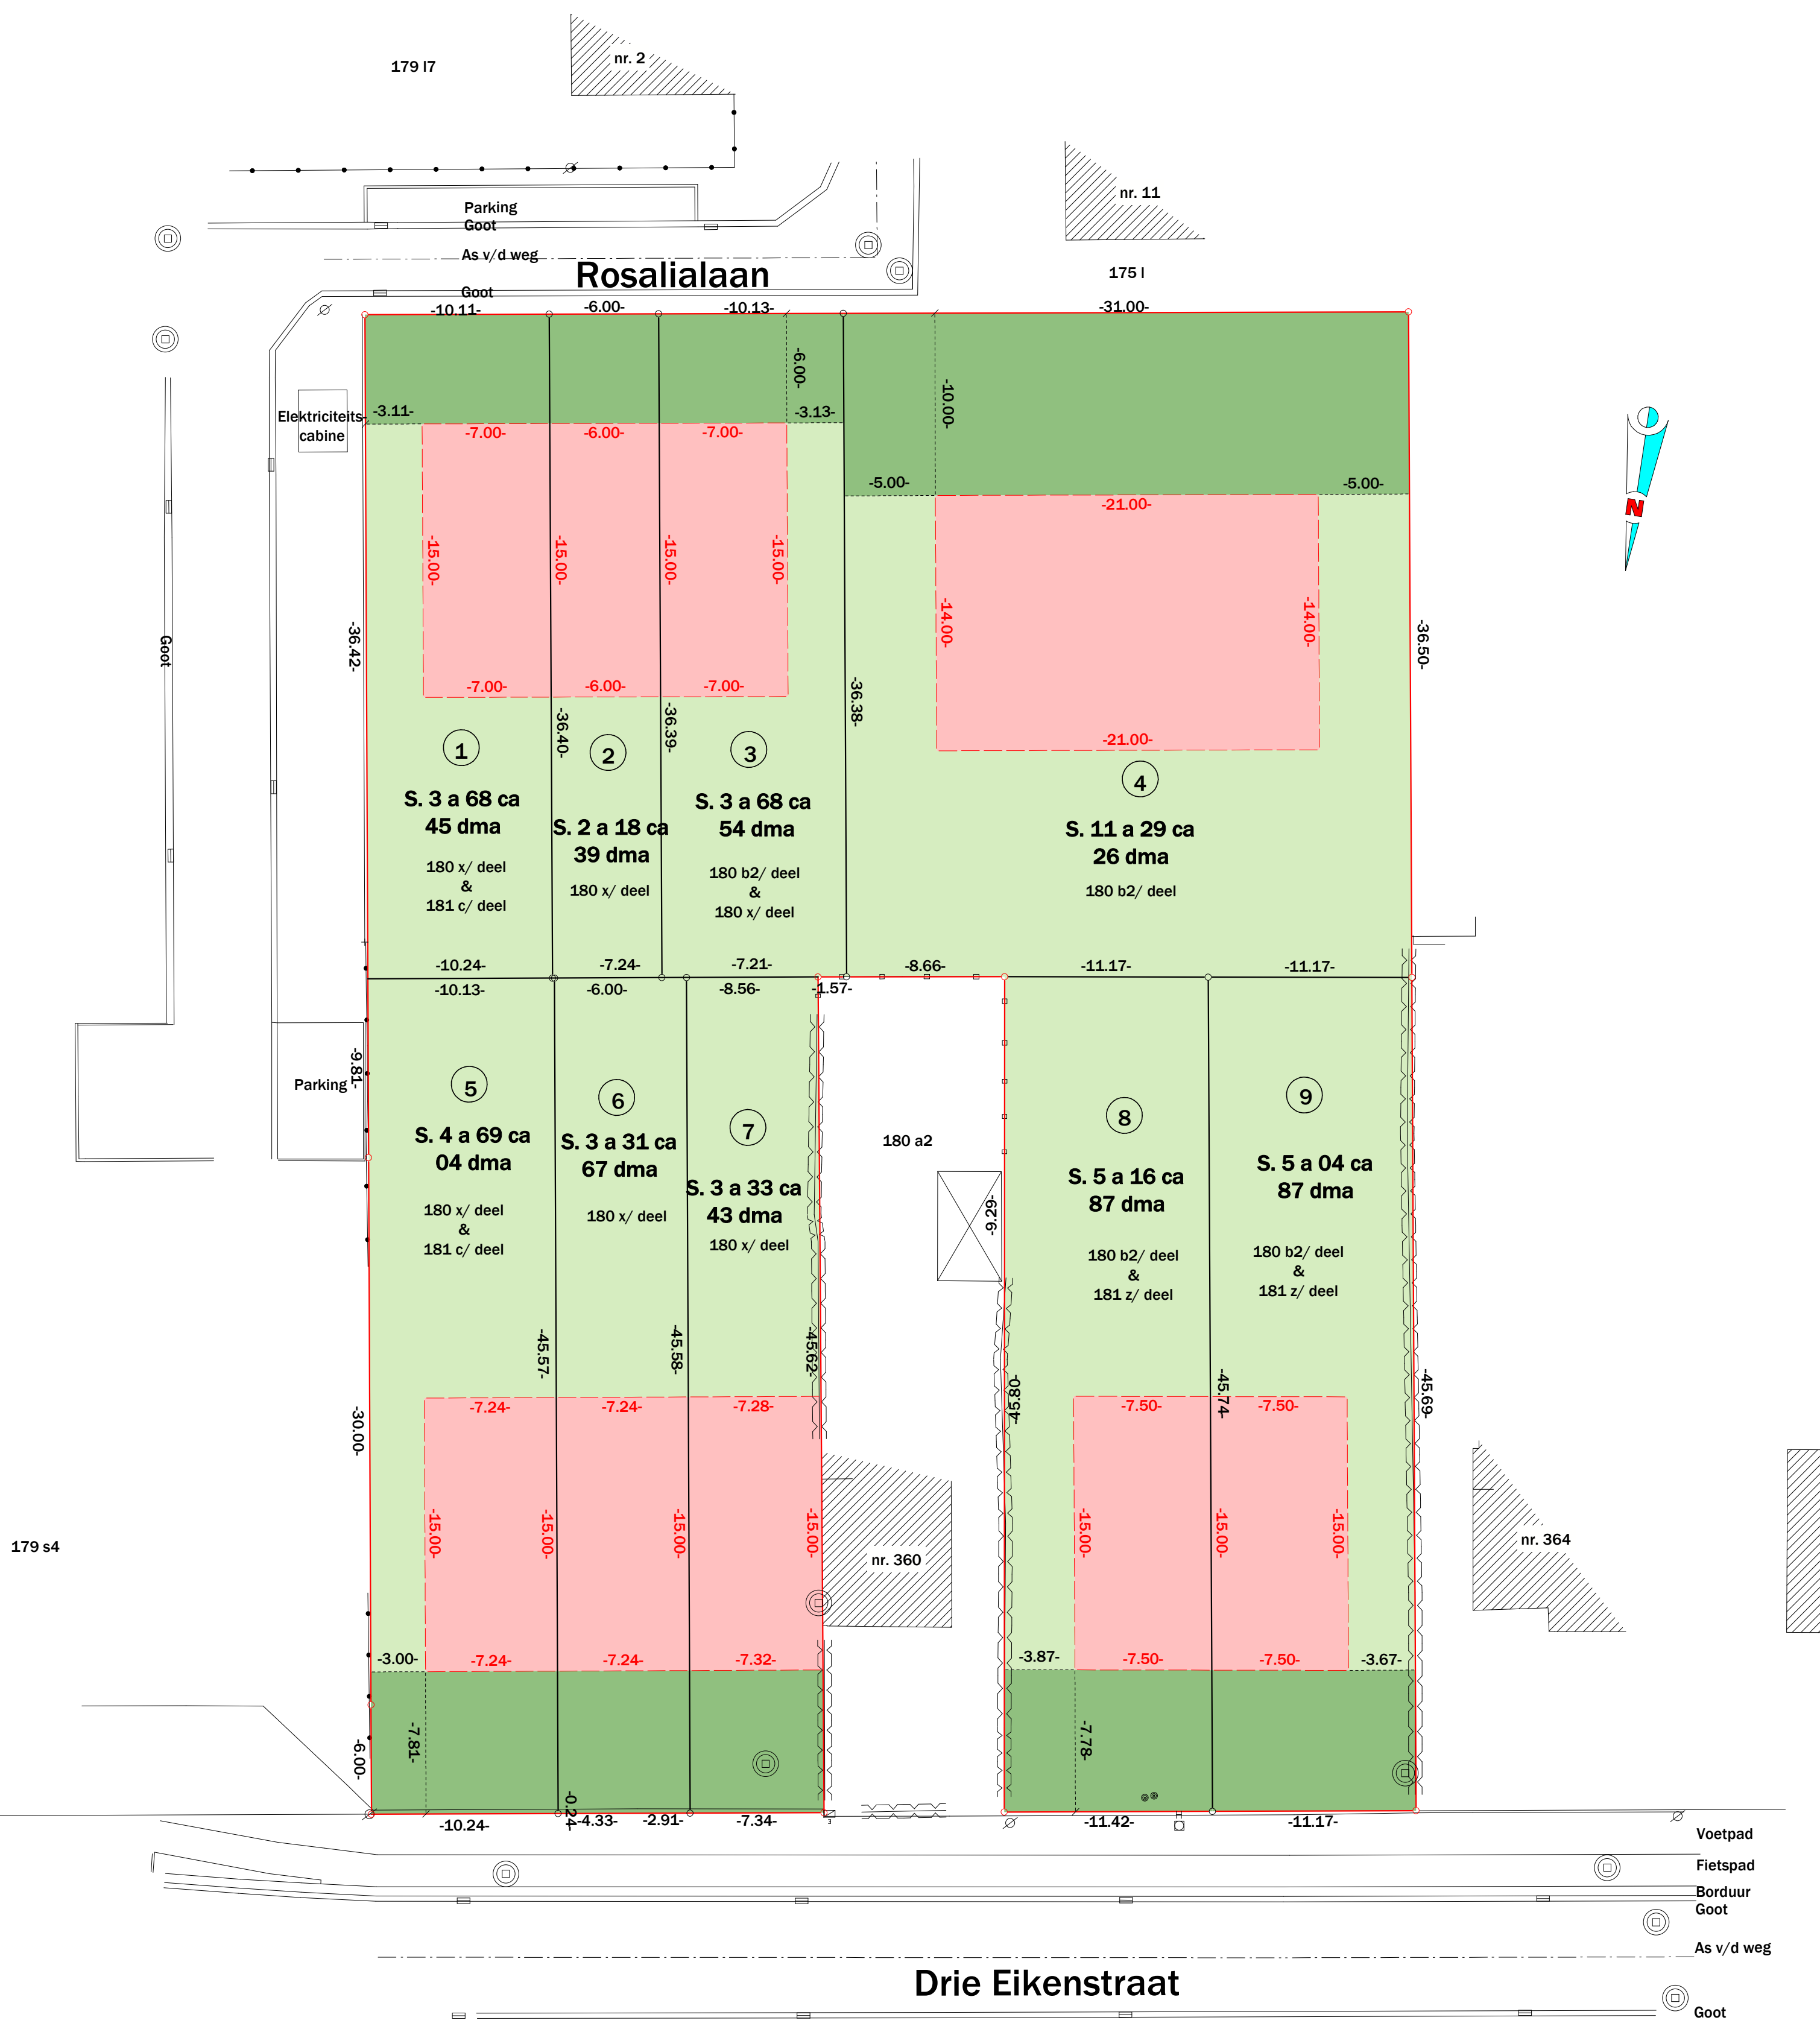 nr. 2
179 l7
nr. 11
Parking
Goot
As v/d weg
Rosalialaan
175 l
Goot
-10.11-
-6.00-
-10.13-
-31.00-
-6.00-
-10.00-
Elektriciteits-
cabine
-3.11-
-3.13-
-7.00-
-6.00-
-7.00-
-5.00-
-5.00-
-21.00-
N
-15.00-
-15.00-
-15.00-
-15.00-
-14.00-
-14.00-
Goot
-36.42-
-36.50-
-7.00-
-6.00-
-7.00-
-36.40-
-36.39-
-36.38-
-21.00-
1
S. 3 a 68 ca
45 dma
180 x/ deel
&
181 c/ deel
2
S. 2 a 18 ca
39 dma
180 x/ deel
3
S. 3 a 68 ca
54 dma
180 b2/ deel
&
180 x/ deel
4
S. 11 a 29 ca
26 dma
180 b2/ deel
-10.24-
-7.24-
-7.21-
-8.66-
-11.17-
-11.17-
-10.13-
-6.00-
-8.56-
-1.57-
-9.81-
Parking
5
S. 4 a 69 ca
04 dma
180 x/ deel
&
181 c/ deel
6
S. 3 a 31 ca
67 dma
180 x/ deel
7
S. 3 a 33 ca
43 dma
180 x/ deel
180 a2
-9.29-
8
S. 5 a 16 ca
87 dma
180 b2/ deel
&
181 z/ deel
9
S. 5 a 04 ca
87 dma
180 b2/ deel
&
181 z/ deel
-45.57-
-45.58-
-45.62-
-45.80-
-45.74-
-45.69-
-30.00-
-7.24-
-7.24-
-7.28-
-7.50-
-7.50-
-15.00-
-15.00-
-15.00-
-15.00-
-15.00-
-15.00-
-15.00-
179 s4
nr. 360
nr. 364
-3.00-
-7.24-
-7.24-
-7.32-
-3.87-
-7.50-
-7.50-
-3.67-
-6.00-
-7.81-
-7.78-
-10.24-
-0.24-
-4.33-
-2.91-
-7.34-
3
-11.42-
-11.17-
Voetpad
Fietspad
Borduur
Goot
As v/d weg
Drie Eikenstraat
Goot